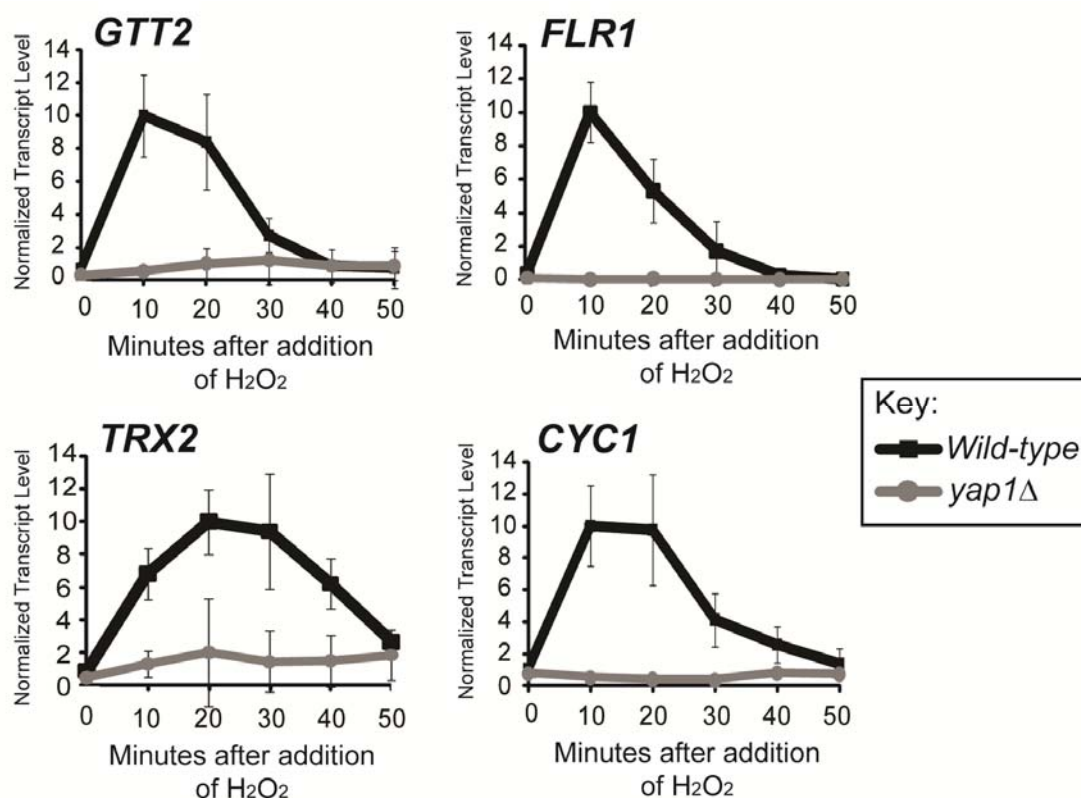 GTT2
Normalized Transcript Level
14
12
10
8
6
4
2
0
0 10 20 30 40 50
Minutes after addition
of H2O2
FLR1
Normalized Transcript Level
14
12
10
8
6
4
2
0
0 10 20 30 40 50
Minutes after addition
of H2O2
Key:
Wild-type
yap1Δ
TRX2
Normalized Transcript Level
14
12
10
8
6
4
2
0
0 10 20 30 40 50
Minutes after addition
of H2O2
CYC1
Normalized Transcript Level
14
12
10
8
6
4
2
0
0 10 20 30 40 50
Minutes after addition
of H2O2